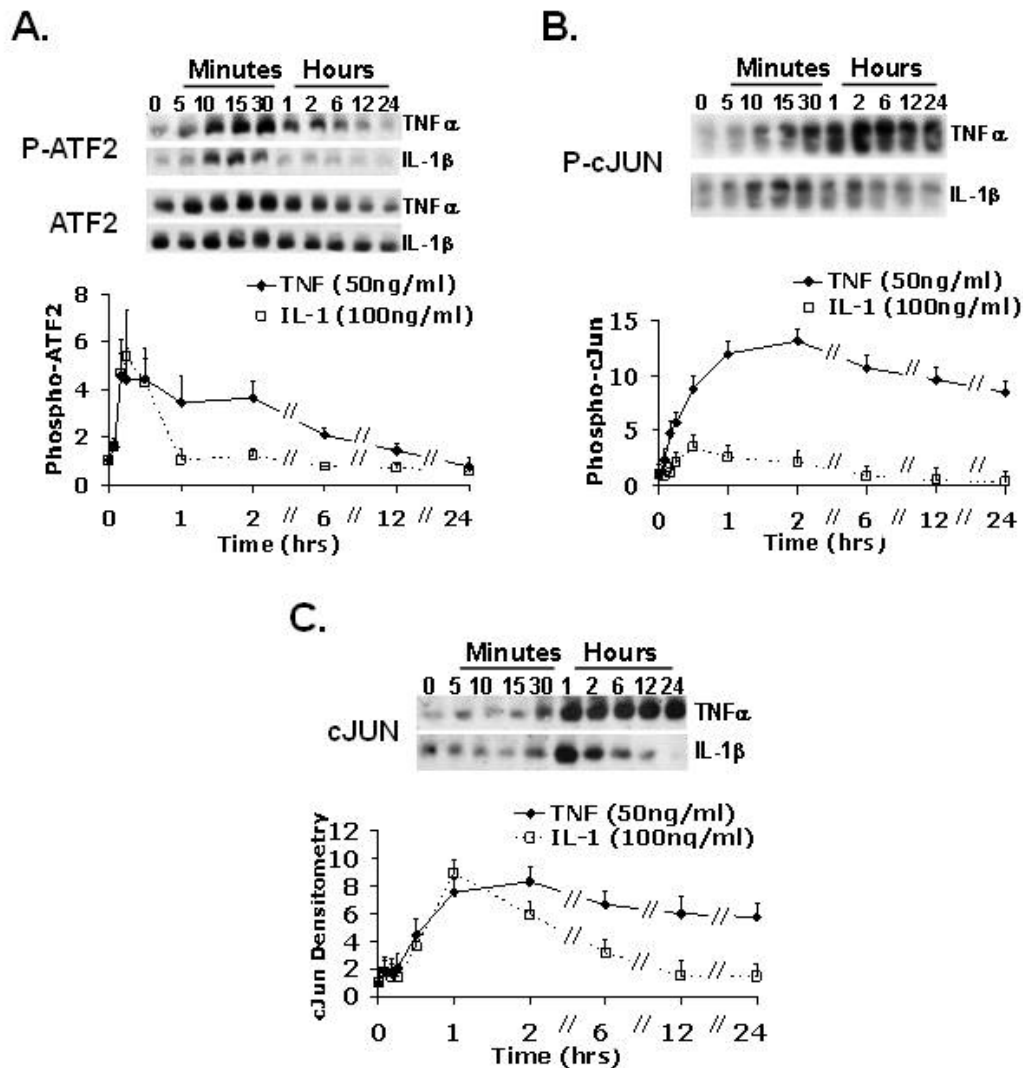 A.
Minutes Hours
0 5 10 15 30 1 2 6 12 24
P-ATF2
TNFα
IL-1β
ATF2
TNFα
IL-1β
TNF (50ng/ml)
IL-1 (100ng/ml)
Phospho-ATF2
8
6
4
2
0
0 1 2 // 6 // 12 // 24
Time (hrs)
B.
Minutes Hours
0 5 10 15 30 1 2 6 12 24
P-cJUN
TNFα
IL-1β
TNF (50ng/ml)
IL-1 (100ng/ml)
Phospho-cJun
15
10
5
0
0 1 2 // 6 // 12 // 24
Time (hrs)
C.
Minutes Hours
0 5 10 15 30 1 2 6 12 24
cJUN
TNFα
IL-1β
TNF (50ng/ml)
IL-1 (100ng/ml)
cJun Densitometry
12
10
8
6
4
2
0
0 1 2 // 6 // 12 // 24
Time (hrs)